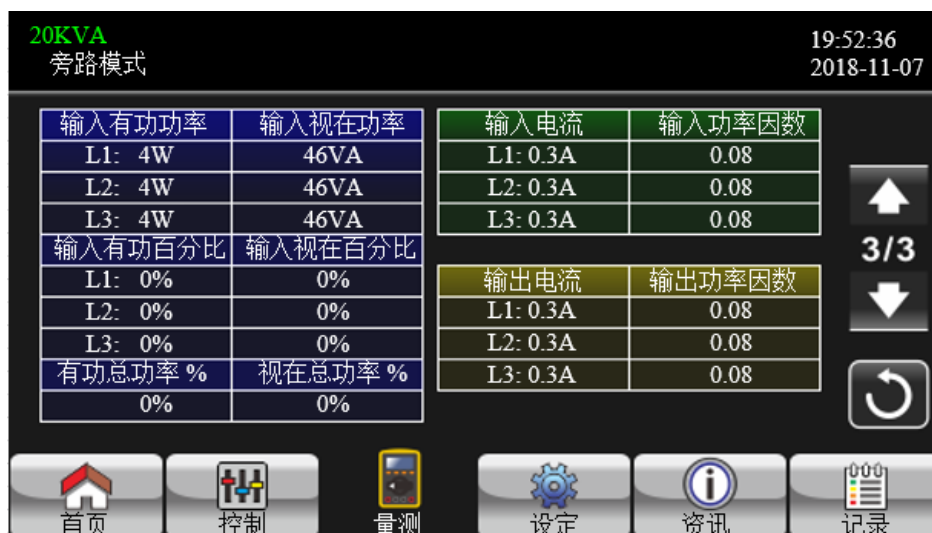 20KVA
旁路模式
19:52:36
2018-11-07
输入有功功率 输入视在功率
L1: 4W 46VA
L2: 4W 46VA
L3: 4W 46VA
输入有功百分比 输入视在百分比
L1: 0% 0%
L2: 0% 0%
L3: 0% 0%
有功总功率 % 视在总功率 %
0% 0%
输入电流 输入功率因数
L1: 0.3A 0.08
L2: 0.3A 0.08
L3: 0.3A 0.08
输出电流 输出功率因数
L1: 0.3A 0.08
L2: 0.3A 0.08
L3: 0.3A 0.08
3/3
首页 控制 量测 设定 资讯 记录